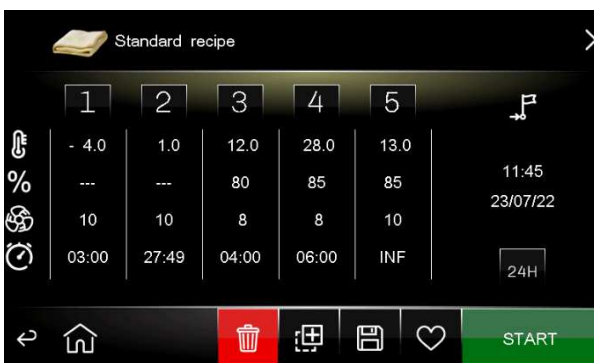 Standard recipe
1 2 3 4 5
- 4.0 1.0 12.0 28.0 13.0
% --- --- 80 85 85
10 10 8 8 10
03:00 27:49 04:00 06:00 INF
11:45
23/07/22
24H
START